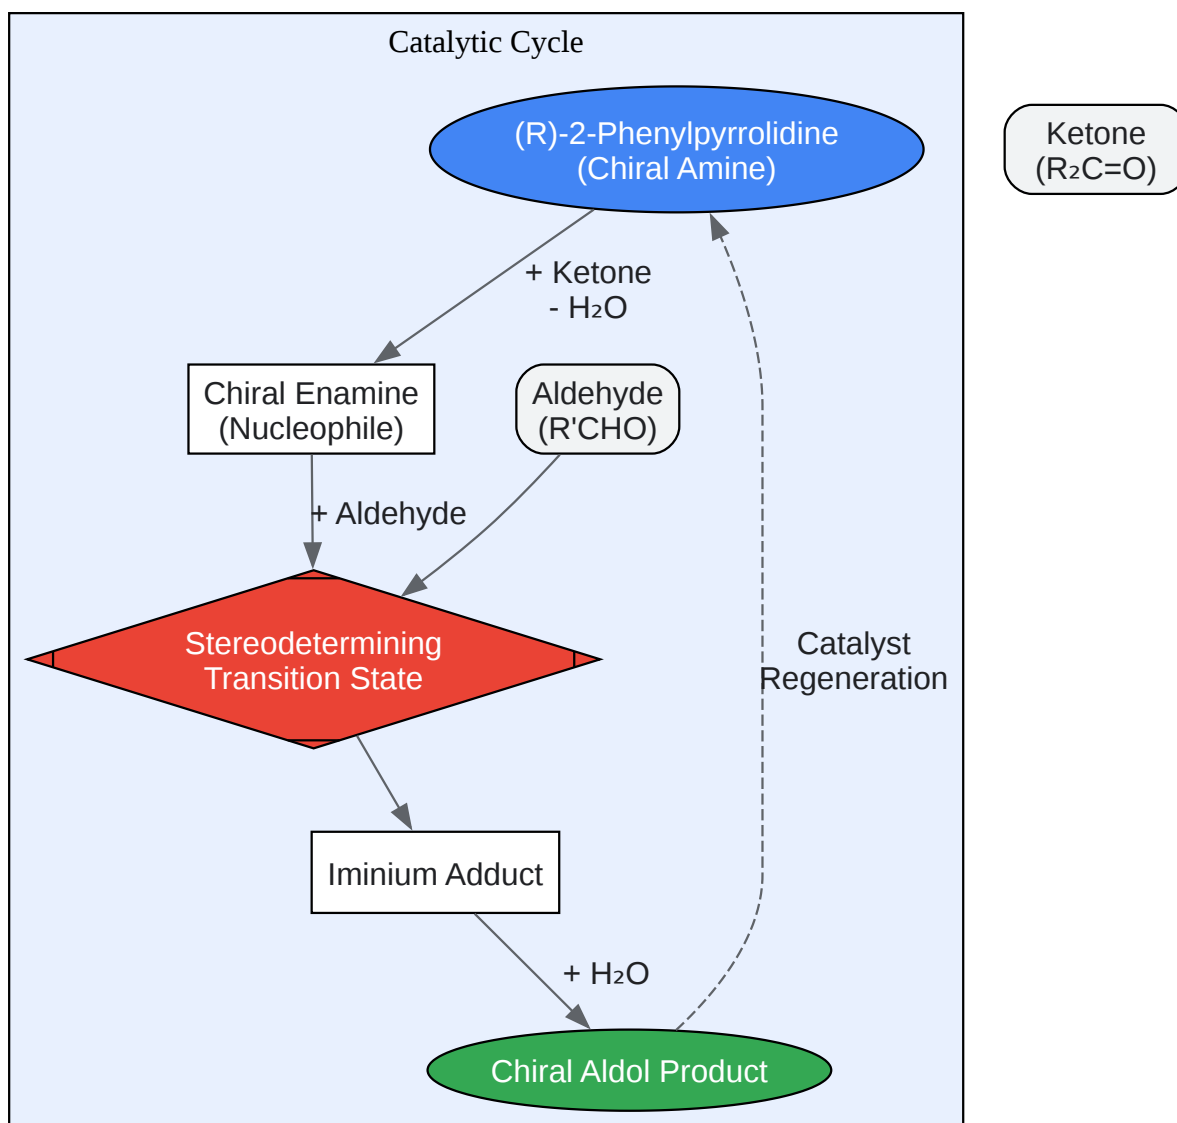 Catalytic Cycle
(R)-2-Phenylpyrrolidine
(Chiral Amine)
Ketone
(R₂C=O)
+ Ketone
- H₂O
Chiral Enamine
(Nucleophile)
Aldehyde
(R'CHO)
+ Aldehyde
Stereodetermining
Transition State
Catalyst
Regeneration
Iminium Adduct
+ H₂O
Chiral Aldol Product